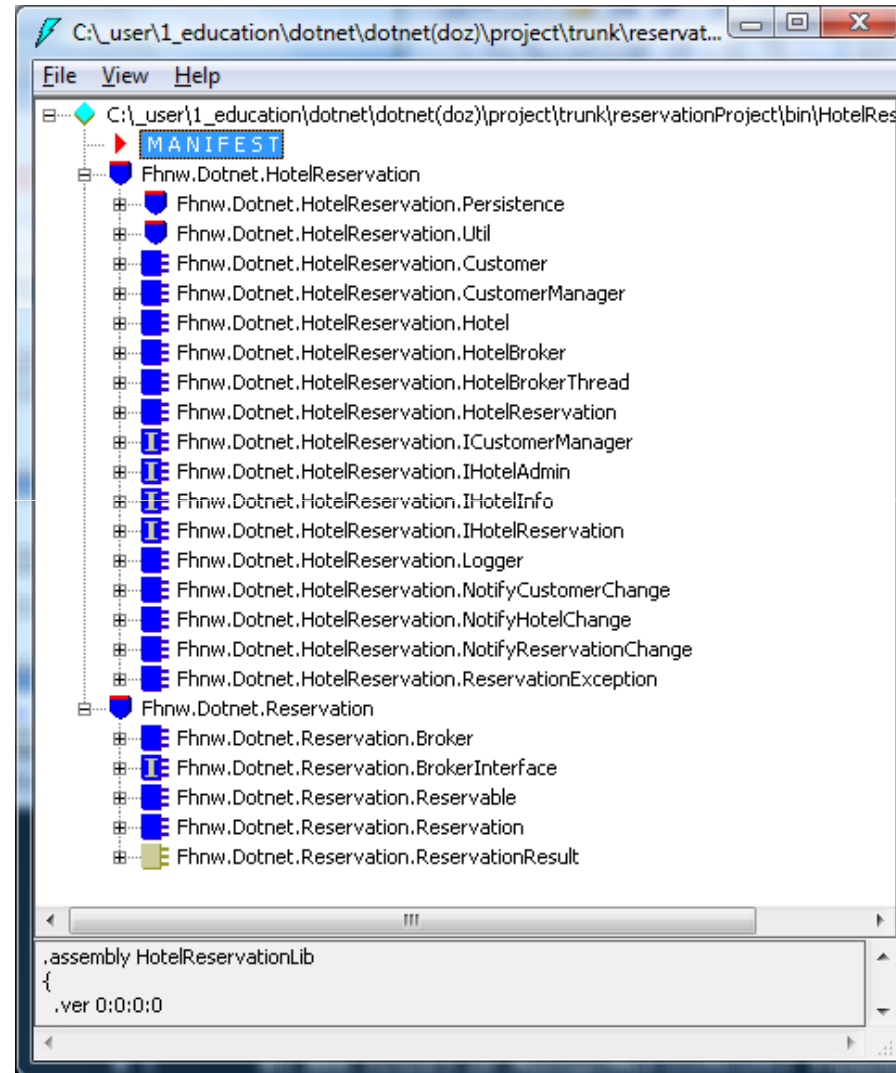 C:\_user\1_education\dotnet\dotnet(doz)\project\trunk\reservat...
File View Help
C:\_user\1_education\dotnet\dotnet(doz)\project\trunk\reservationProject\bin\HotelRes
MANIFEST
Fhnw.Dotnet.HotelReservation
Fhnw.Dotnet.HotelReservation.Persistence
Fhnw.Dotnet.HotelReservation.Util
Fhnw.Dotnet.HotelReservation.Customer
Fhnw.Dotnet.HotelReservation.CustomerManager
Fhnw.Dotnet.HotelReservation.Hotel
Fhnw.Dotnet.HotelReservation.HotelBroker
Fhnw.Dotnet.HotelReservation.HotelBrokerThread
Fhnw.Dotnet.HotelReservation.HotelReservation
Fhnw.Dotnet.HotelReservation.ICustomerManager
Fhnw.Dotnet.HotelReservation.IHotelAdmin
Fhnw.Dotnet.HotelReservation.IHotelInfo
Fhnw.Dotnet.HotelReservation.IHotelReservation
Fhnw.Dotnet.HotelReservation.Logger
Fhnw.Dotnet.HotelReservation.NotifyCustomerChange
Fhnw.Dotnet.HotelReservation.NotifyHotelChange
Fhnw.Dotnet.HotelReservation.NotifyReservationChange
Fhnw.Dotnet.HotelReservation.ReservationException
Fhnw.Dotnet.Reservation
Fhnw.Dotnet.Reservation.Broker
Fhnw.Dotnet.Reservation.BrokerInterface
Fhnw.Dotnet.Reservation.Reservable
Fhnw.Dotnet.Reservation.Reservation
Fhnw.Dotnet.Reservation.ReservationResult
.assembly HotelReservationLib
{
.ver 0:0:0:0